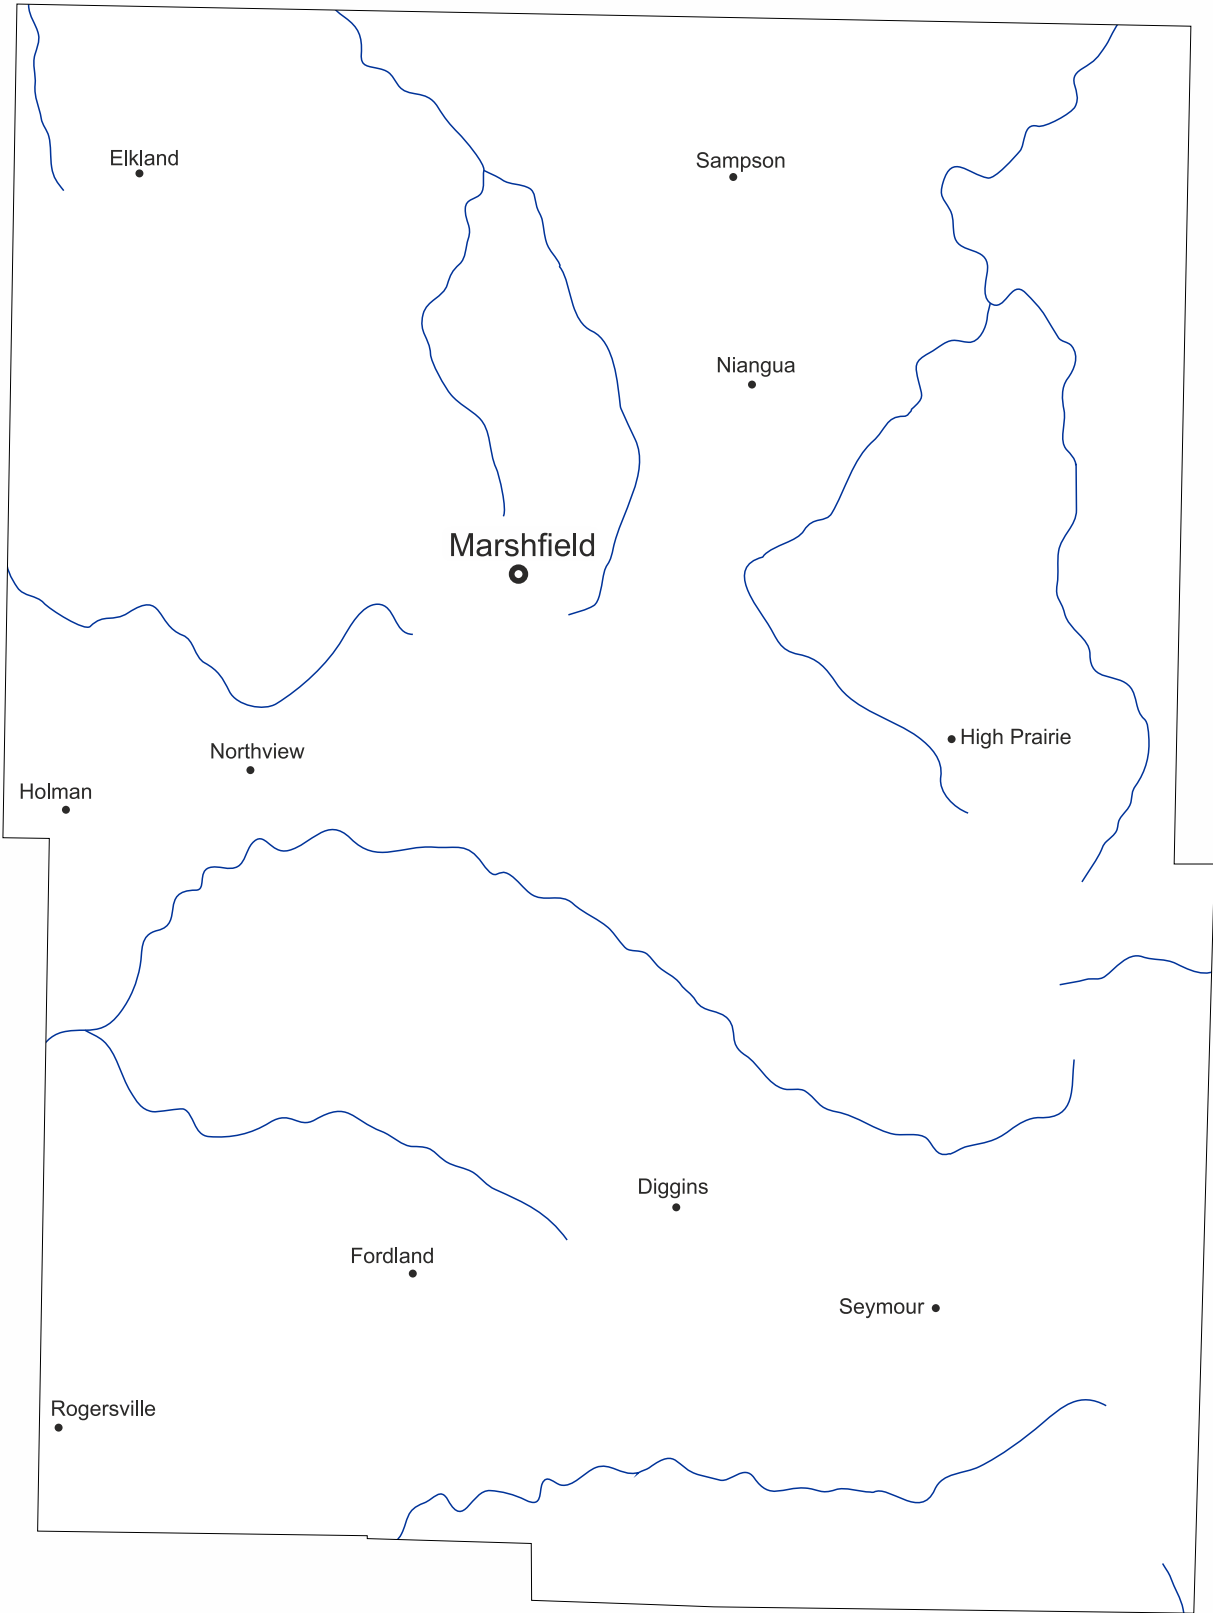 Elkland
Sampson
Niangua
Marshfield
High Prairie
Northview
Holman
Diggins
Fordland
Seymour
Rogersville